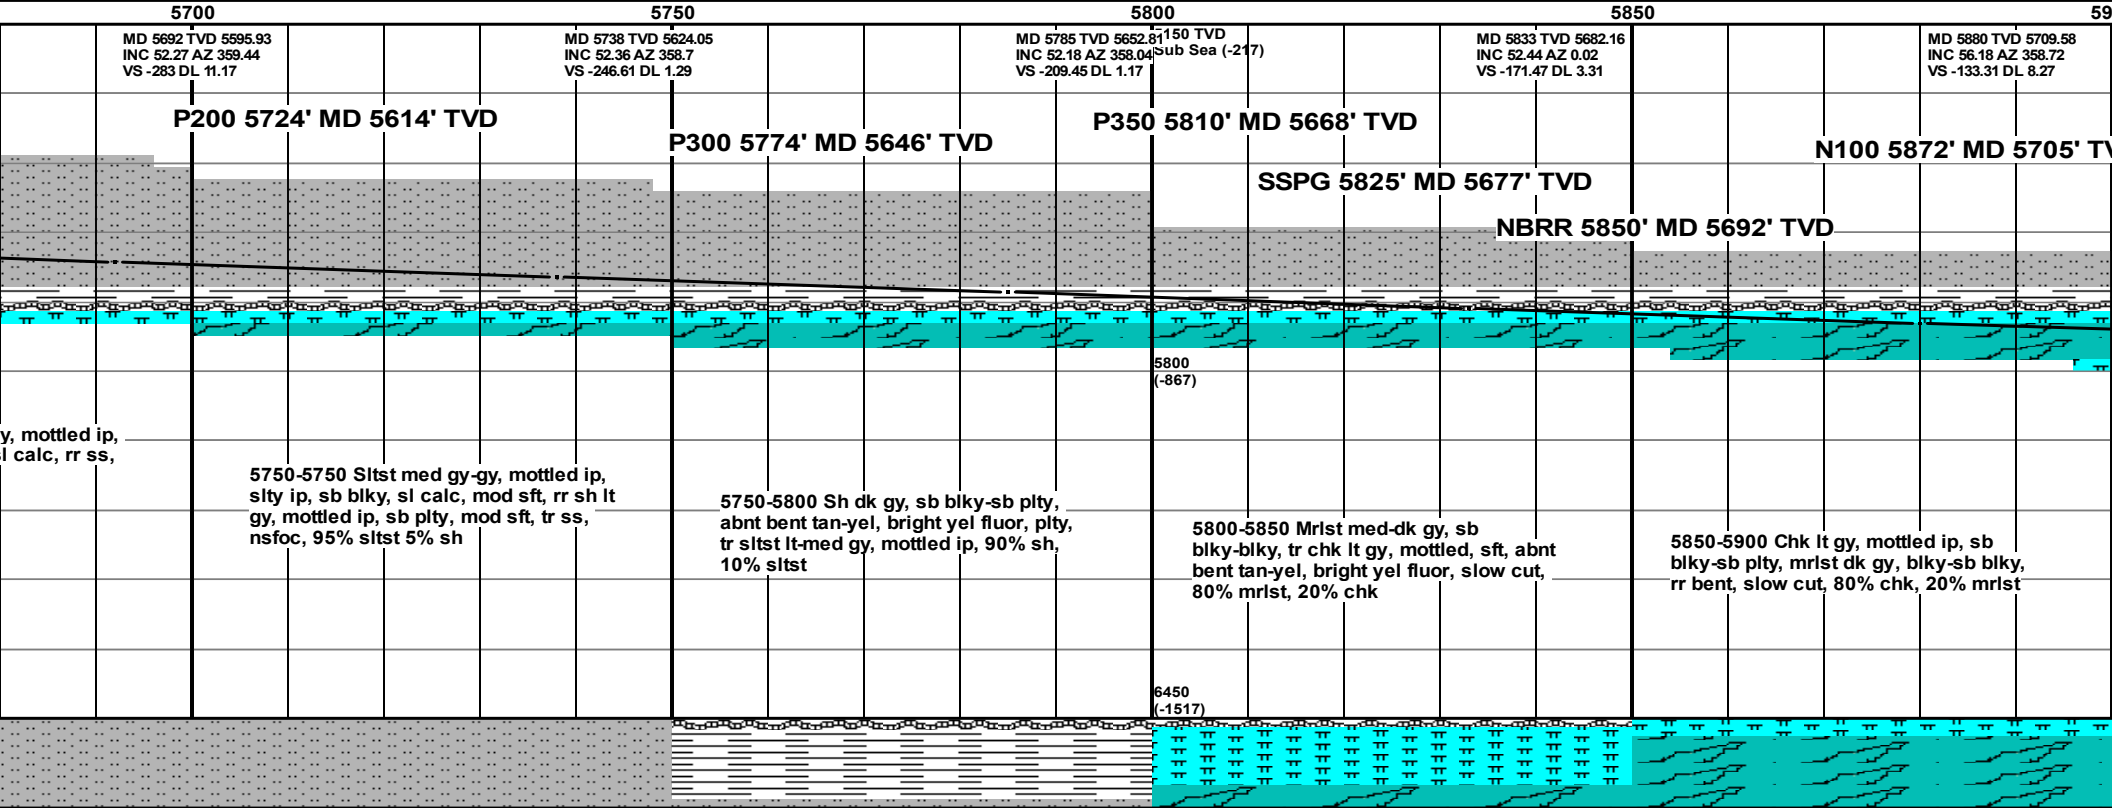 5700
5750
5800
5850
59
MD 5692 TVD 5595.93
INC 52.27 AZ 359.44
VS -283 DL 11.17
MD 5738 TVD 5624.05
INC 52.36 AZ 358.7
VS -246.61 DL 1.29
MD 5785 TVD 5652.81
INC 52.18 AZ 358.04
VS -209.45 DL 1.17
5150 TVD
Sub Sea (-217)
MD 5833 TVD 5682.16
INC 52.44 AZ 0.02
VS -171.47 DL 3.31
MD 5880 TVD 5709.58
INC 56.18 AZ 358.72
VS -133.31 DL 8.27
P200 5724' MD 5614' TVD
P300 5774' MD 5646' TVD
P350 5810' MD 5668' TVD
SSPG 5825' MD 5677' TVD
NBRR 5850' MD 5692' TVD
N100 5872' MD 5705' TV
5800
(-867)
y, mottled ip,
sl calc, rr ss,
5750-5750 Sltst med gy-gy, mottled ip,
slty ip, sb blky, sl calc, mod sft, rr sh lt
gy, mottled ip, sb plty, mod sft, tr ss,
nsfoc, 95% sltst 5% sh
5750-5800 Sh dk gy, sb blky-sb plty,
abnt bent tan-yel, bright yel fluor, plty,
tr sltst lt-med gy, mottled ip, 90% sh,
10% sltst
5800-5850 Mrlst med-dk gy, sb
blky-blky, tr chk lt gy, mottled, sft, abnt
bent tan-yel, bright yel fluor, slow cut,
80% mrlst, 20% chk
5850-5900 Chk lt gy, mottled ip, sb
blky-sb plty, mrlst dk gy, blky-sb blky,
rr bent, slow cut, 80% chk, 20% mrlst
6450
(-1517)